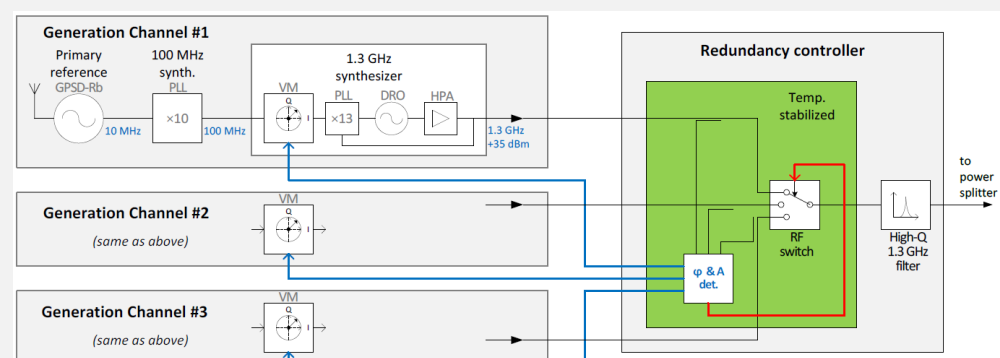 Generation Channel #1
Primary
reference
GPSD-Rb
10 MHz
100 MHz
synth.
PLL
×10
100 MHz
1.3 GHz
synthesizer
VM
Q
I
PLL
×13
DRO
HPA
1.3 GHz
+35 dBm
Generation Channel #2
(same as above)
VM
Q
I
Generation Channel #3
(same as above)
VM
Q
I
Redundancy controller
Temp.
stabilized
RF
switch
φ & A
det.
High-Q
1.3 GHz
filter
to
power
splitter